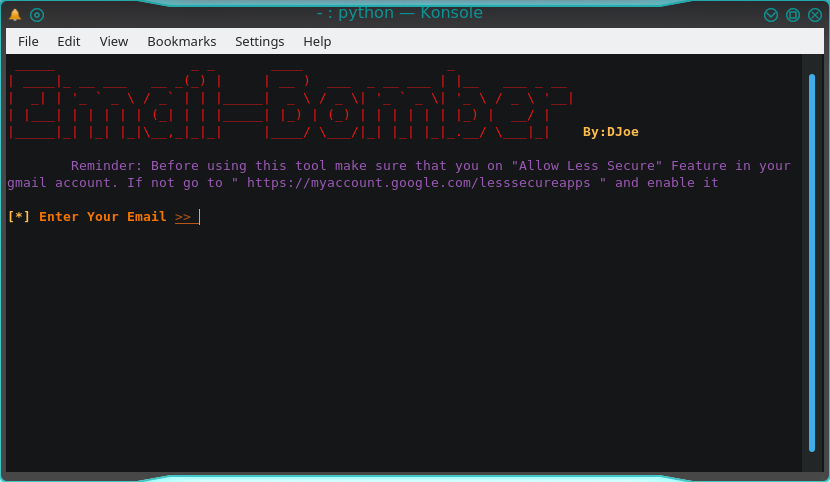 - : python — Konsole
File Edit View Bookmarks Settings Help
Email-Bomber
By:DJoe
Reminder: Before using this tool make sure that you on "Allow Less Secure" Feature in your
gmail account. If not go to " https://myaccount.google.com/lesssecureapps " and enable it
[*] Enter Your Email >>